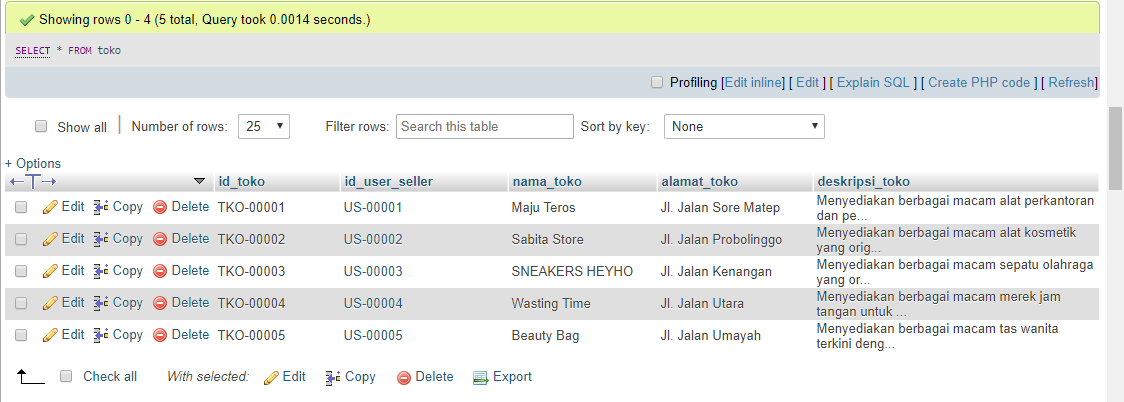 Showing rows 0 - 4 (5 total, Query took 0.0014 seconds.)
SELECT * FROM toko
Profiling [Edit inline] [ Edit ] [ Explain SQL ] [ Create PHP code ] [ Refresh]
Show all | Number of rows: 25 Filter rows: Search this table Sort by key: None
+ Options
id_toko id_user_seller nama_toko alamat_toko deskripsi_toko
Edit Copy Delete TKO-00001 US-00001 Maju Teros Jl. Jalan Sore Matep Menyediakan berbagai macam alat perkantoran
dan pe...
Edit Copy Delete TKO-00002 US-00002 Sabita Store Jl. Jalan Probolinggo Menyediakan berbagai macam alat kosmetik
yang orig...
Edit Copy Delete TKO-00003 US-00003 SNEAKERS HEYHO Jl. Jalan Kenangan Menyediakan berbagai macam sepatu olahraga
yang or...
Edit Copy Delete TKO-00004 US-00004 Wasting Time Jl. Jalan Utara Menyediakan berbagai macam merek jam
tangan untuk ...
Edit Copy Delete TKO-00005 US-00005 Beauty Bag Jl. Jalan Umayah Menyediakan berbagai macam tas wanita
terkini deng...
Check all With selected: Edit Copy Delete Export